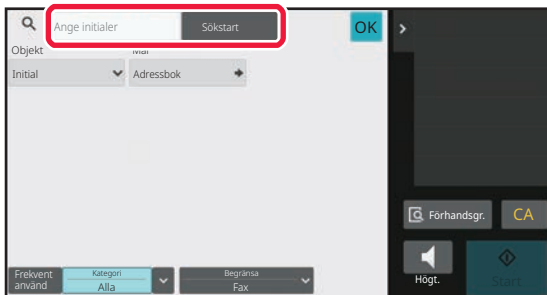 Ange initialer
Sökstart
OK
Objekt
Mål
Initial
Adressbok
Förhandsgr.
CA
Högt.
Start
Frekvent
använd
Kategori
Alla
Begränsa
Fax